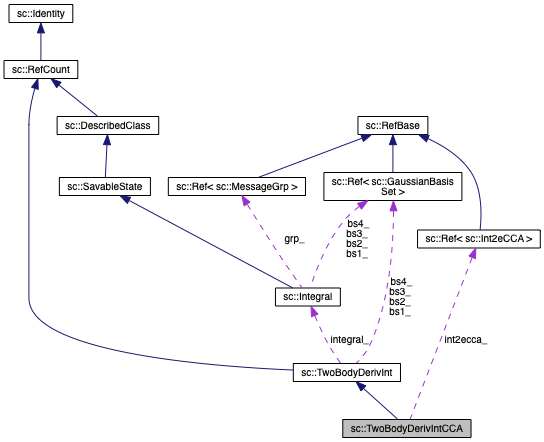 sc::Identity
sc::RefCount
sc::DescribedClass
sc::RefBase
sc::SavableState
sc::Ref< sc::MessageGrp >
sc::Ref< sc::GaussianBasis
Set >
sc::Ref< sc::Int2eCCA >
grp_
bs4_
bs3_
bs2_
bs1_
sc::Integral
bs4_
bs3_
bs2_
bs1_
integral_
int2ecca_
sc::TwoBodyDerivInt
sc::TwoBodyDerivIntCCA